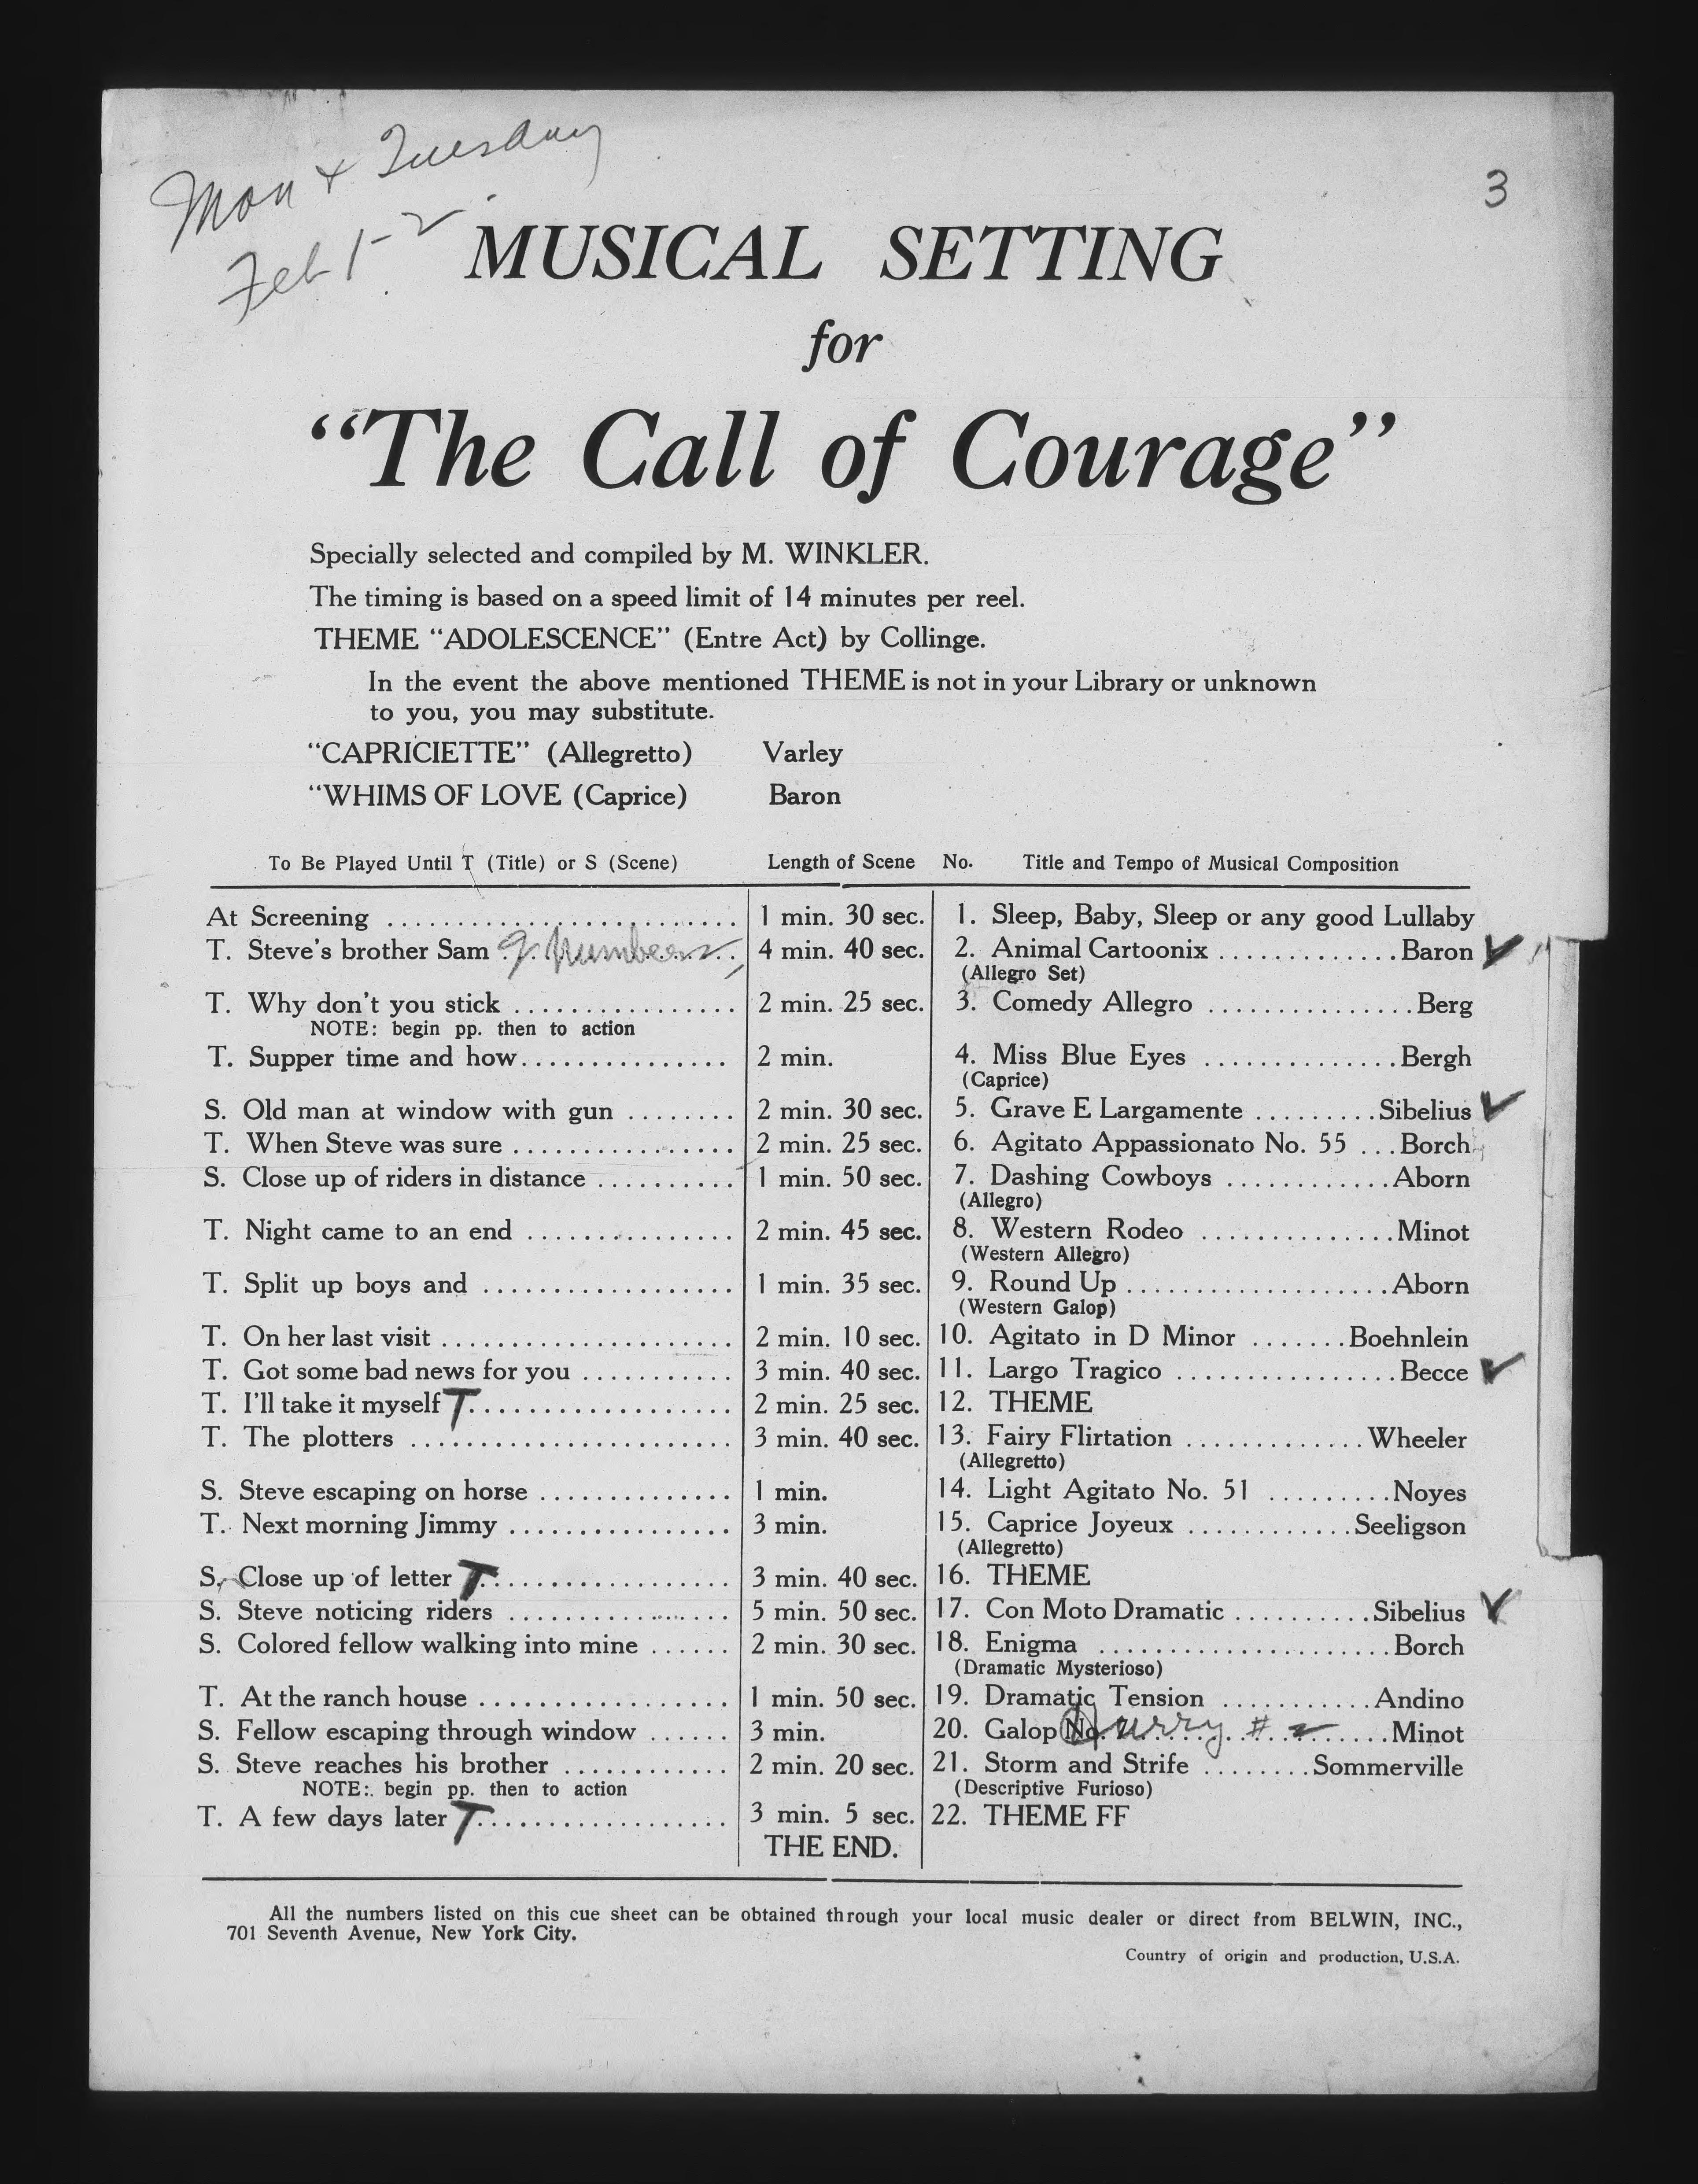 Mon + Tuesday
Feb 1-2
3
MUSICAL SETTING
for
“The Call of Courage”
Specially selected and compiled by M. WINKLER.
The timing is based on a speed limit of 14 minutes per reel.
THEME “ADOLESCENCE” (Entre Act) by Collinge.
In the event the above mentioned THEME is not in your Library or unknown
to you, you may substitute.
“CAPRICIETTE” (Allegretto) Varley
“WHIMS OF LOVE (Caprice) Baron
To Be Played Until T (Title) or S (Scene) Length of Scene No. Title and Tempo of Musical Composition
At Screening .......................... 1 min. 30 sec. 1. Sleep, Baby, Sleep or any good Lullaby
T. Steve's brother Sam Numbers 4 min. 40 sec. 2. Animal Cartoonix .............Baron ✓
(Allegro Set)
T. Why don't you stick ................ 2 min. 25 sec. 3. Comedy Allegro ...............Berg
NOTE: begin pp. then to action
T. Supper time and how............... 2 min. 4. Miss Blue Eyes ..............Bergh
(Caprice)
S. Old man at window with gun ........ 2 min. 30 sec. 5. Grave E Largamente .........Sibelius ✓
T. When Steve was sure ................ 2 min. 25 sec. 6. Agitato Appassionato No. 55 ...Borch
S. Close up of riders in distance .......... 1 min. 50 sec. 7. Dashing Cowboys ............Aborn
(Allegro)
T. Night came to an end ............... 2 min. 45 sec. 8. Western Rodeo ..............Minot
(Western Allegro)
T. Split up boys and .................. 1 min. 35 sec. 9. Round Up ...................Aborn
(Western Galop)
T. On her last visit ..................... 2 min. 10 sec. 10. Agitato in D Minor .......Boehnlein
T. Got some bad news for you ........... 3 min. 40 sec. 11. Largo Tragico ................Becce ✓
T. I'll take it myself T................... 2 min. 25 sec. 12. THEME
T. The plotters ....................... 3 min. 40 sec. 13. Fairy Flirtation .............Wheeler
(Allegretto)
S. Steve escaping on horse .............. 1 min. 14. Light Agitato No. 51 .........Noyes
T. Next morning Jimmy ................ 3 min. 15. Caprice Joyeux ............Seeligson
(Allegretto)
S. Close up of letter T.................. 3 min. 40 sec. 16. THEME
S. Steve noticing riders ................ 5 min. 50 sec. 17. Con Moto Dramatic ..........Sibelius ✓
S. Colored fellow walking into mine ...... 2 min. 30 sec. 18. Enigma .....................Borch
(Dramatic Mysterioso)
T. At the ranch house .................. 1 min. 50 sec. 19. Dramatic Tension ...........Andino
S. Fellow escaping through window ...... 3 min. 20. Galop No. Hurry # 2 ......Minot
S. Steve reaches his brother ............ 2 min. 20 sec. 21. Storm and Strife ........Sommerville
NOTE: begin pp. then to action (Descriptive Furioso)
T. A few days later T................... 3 min. 5 sec. 22. THEME FF
THE END.
All the numbers listed on this cue sheet can be obtained through your local music dealer or direct from BELWIN, INC.,
701 Seventh Avenue, New York City.
Country of origin and production, U.S.A.